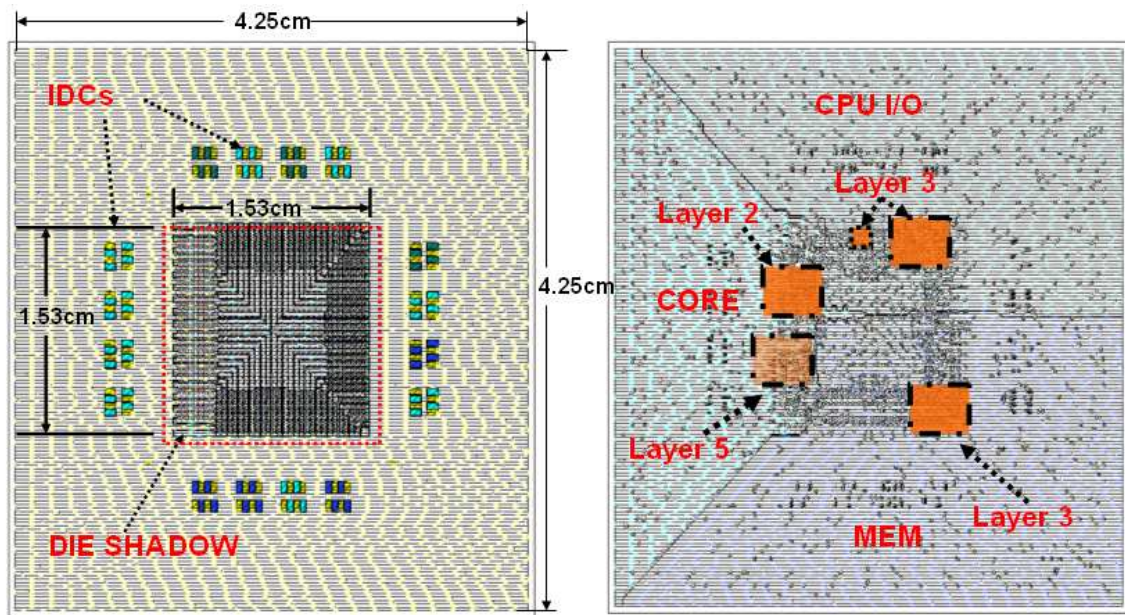 4.25cm
IDCs
1.53cm
1.53cm
4.25cm
DIE SHADOW
CPU I/O
Layer 3
Layer 2
CORE
Layer 5
Layer 3
MEM